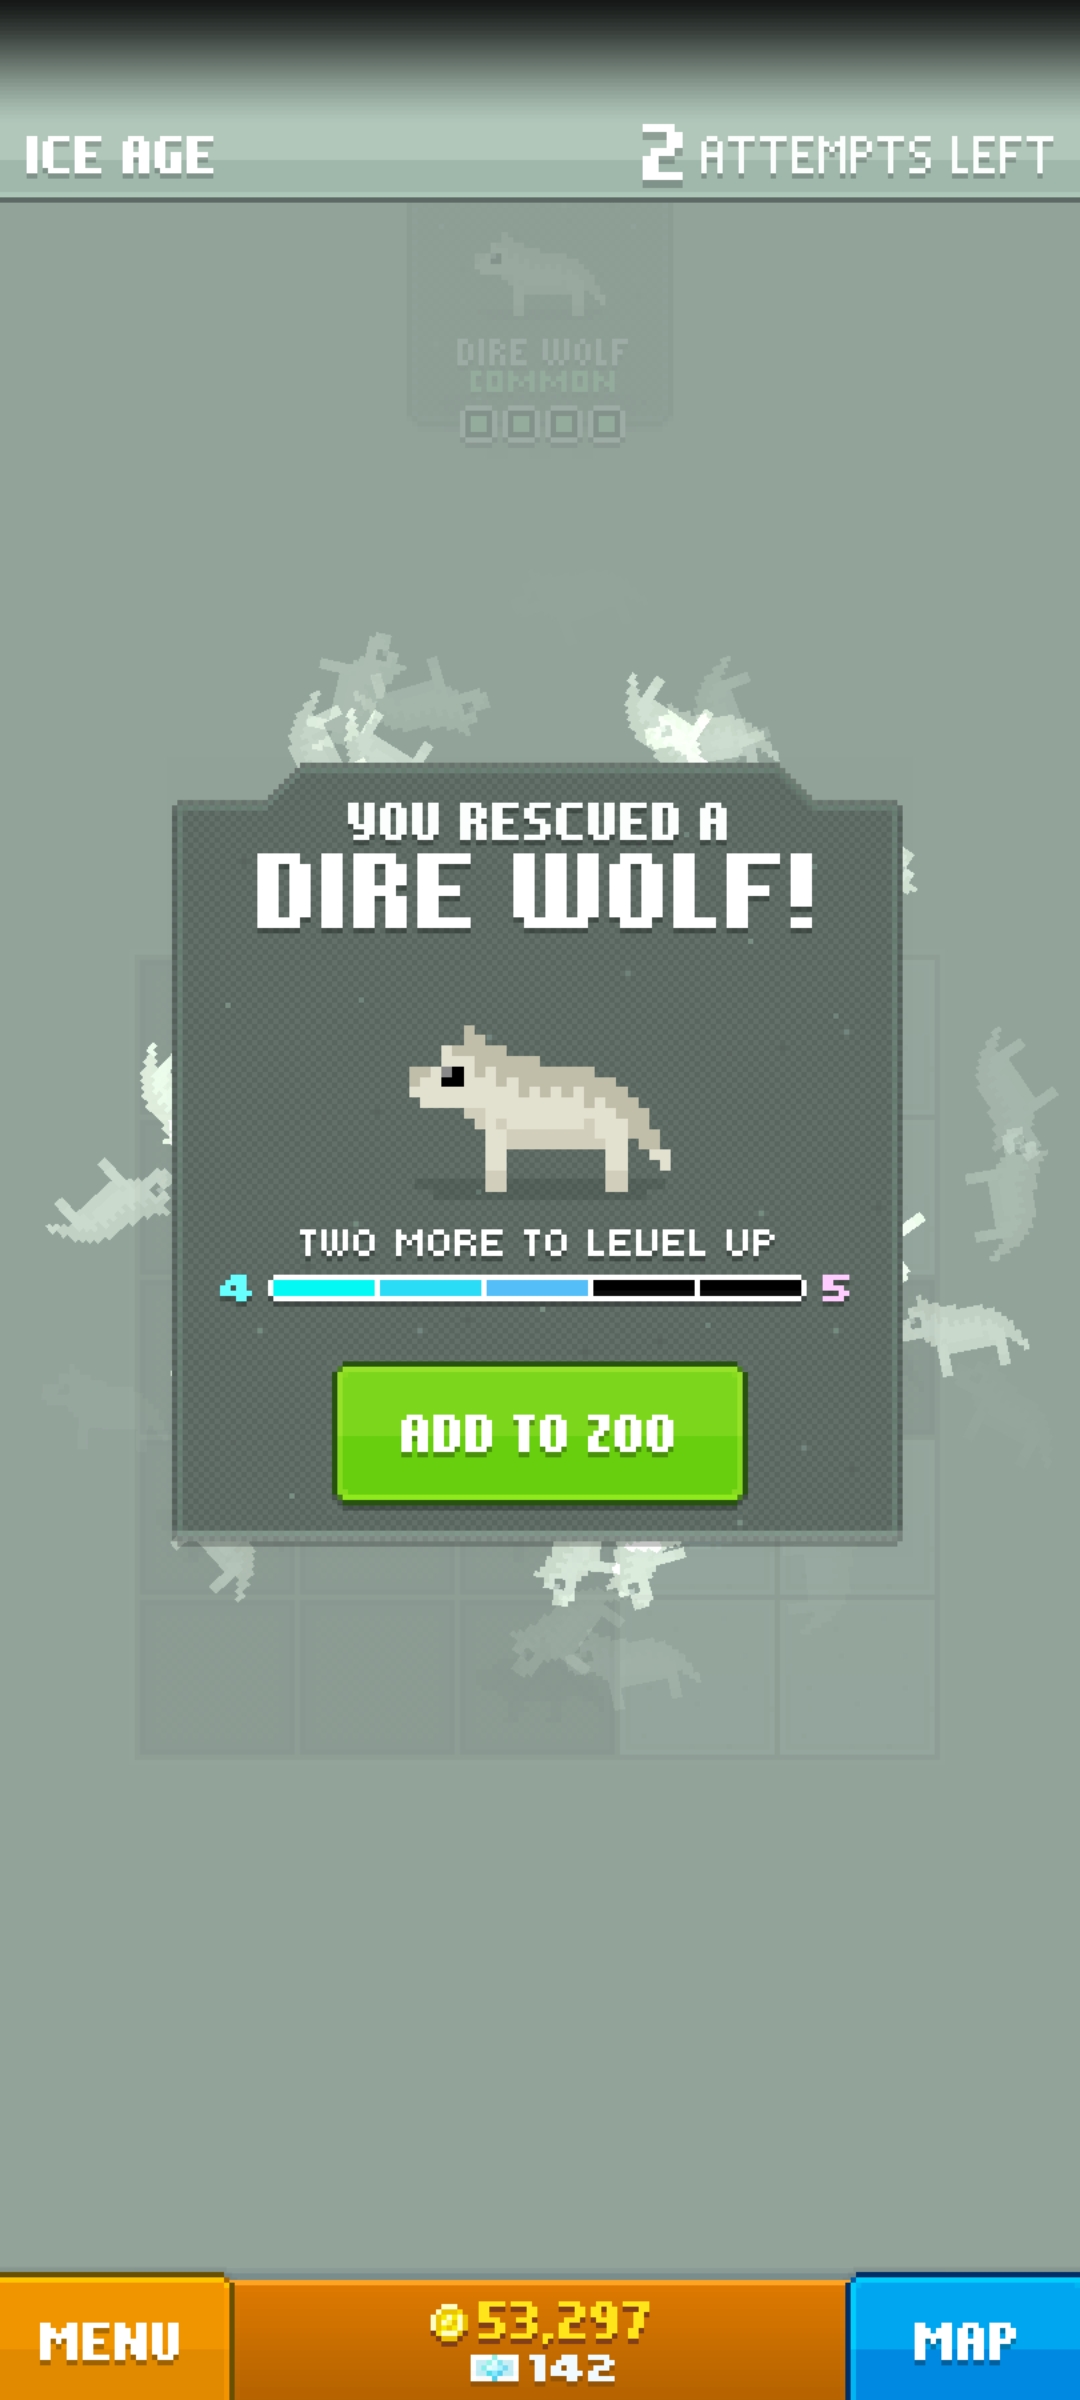 ICE AGE
2 ATTEMPTS LEFT
DIRE WOLF
COMMON
YOU RESCUED A
DIRE WOLF!
TWO MORE TO LEVEL UP
4 5
ADD TO ZOO
MENU
53,297
142
MAP